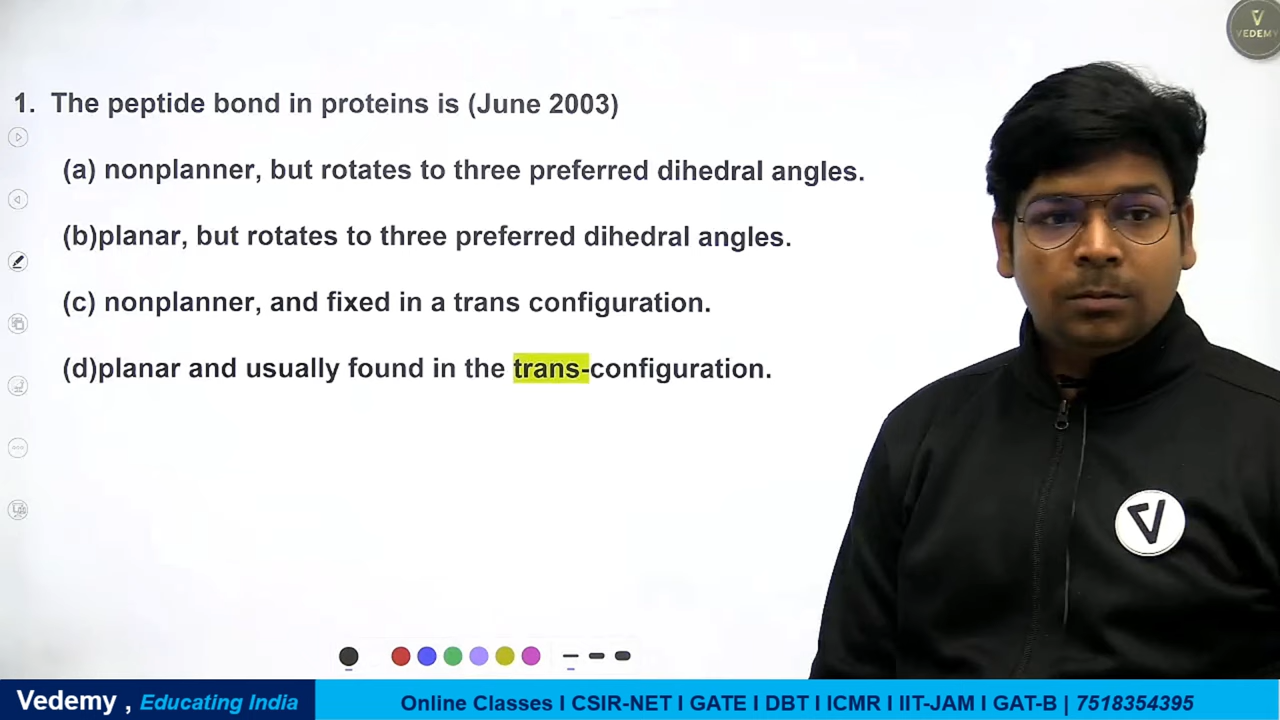 VEDEMY
1. The peptide bond in proteins is (June 2003)
(a) nonplanner, but rotates to three preferred dihedral angles.
(b)planar, but rotates to three preferred dihedral angles.
(c) nonplanner, and fixed in a trans configuration.
(d)planar and usually found in the trans-configuration.
Vedemy , Educating India
Online Classes I CSIR-NET I GATE I DBT I ICMR I IIT-JAM I GAT-B | 7518354395